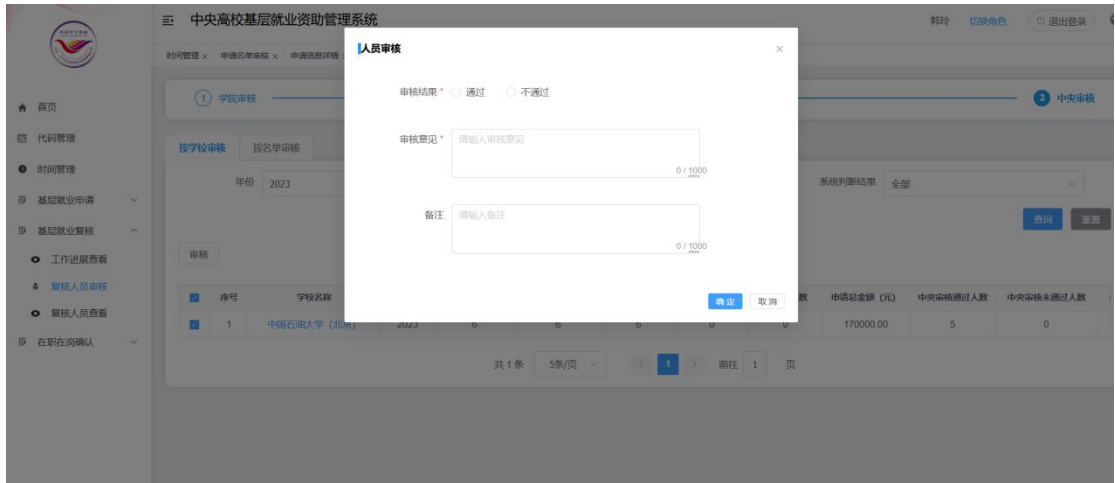 中央高校基层就业资助管理系统
韩玲 切换角色 退出登录
时间管理 × 申请名单审核 × 申请信息详情
人员审核 ×
首页
代码管理
时间管理
基层就业申请
基层就业复核
工作进展查看
复核人员审核
复核人员查看
在职在岗确认
1 学院审核
3 中央审核
按学校审核 按名单审核
年份 2023
系统判断结果 全部
查询 重置
审核
审核结果 * 通过 不通过
审核意见 * 请输入审核意见
0 / 1000
备注 请输入备注
0 / 1000
确定 取消
序号 学校名称 数 申请总金额 (元) 中央审核通过人数 中央审核未通过人数
1 中国石油大学 (北京) 2023 6 6 6 0 0 170000.00 5 0
共 1 条 5条/页 < 1 > 前往 1 页